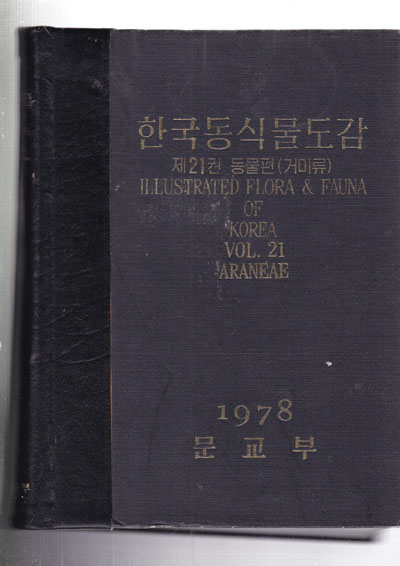 한국동식물도감
제21권 동물편(거미류)
ILLUSTRATED FLORA & FAUNA
OF
KOREA
VOL. 21
ARANEAE
1978
문교부